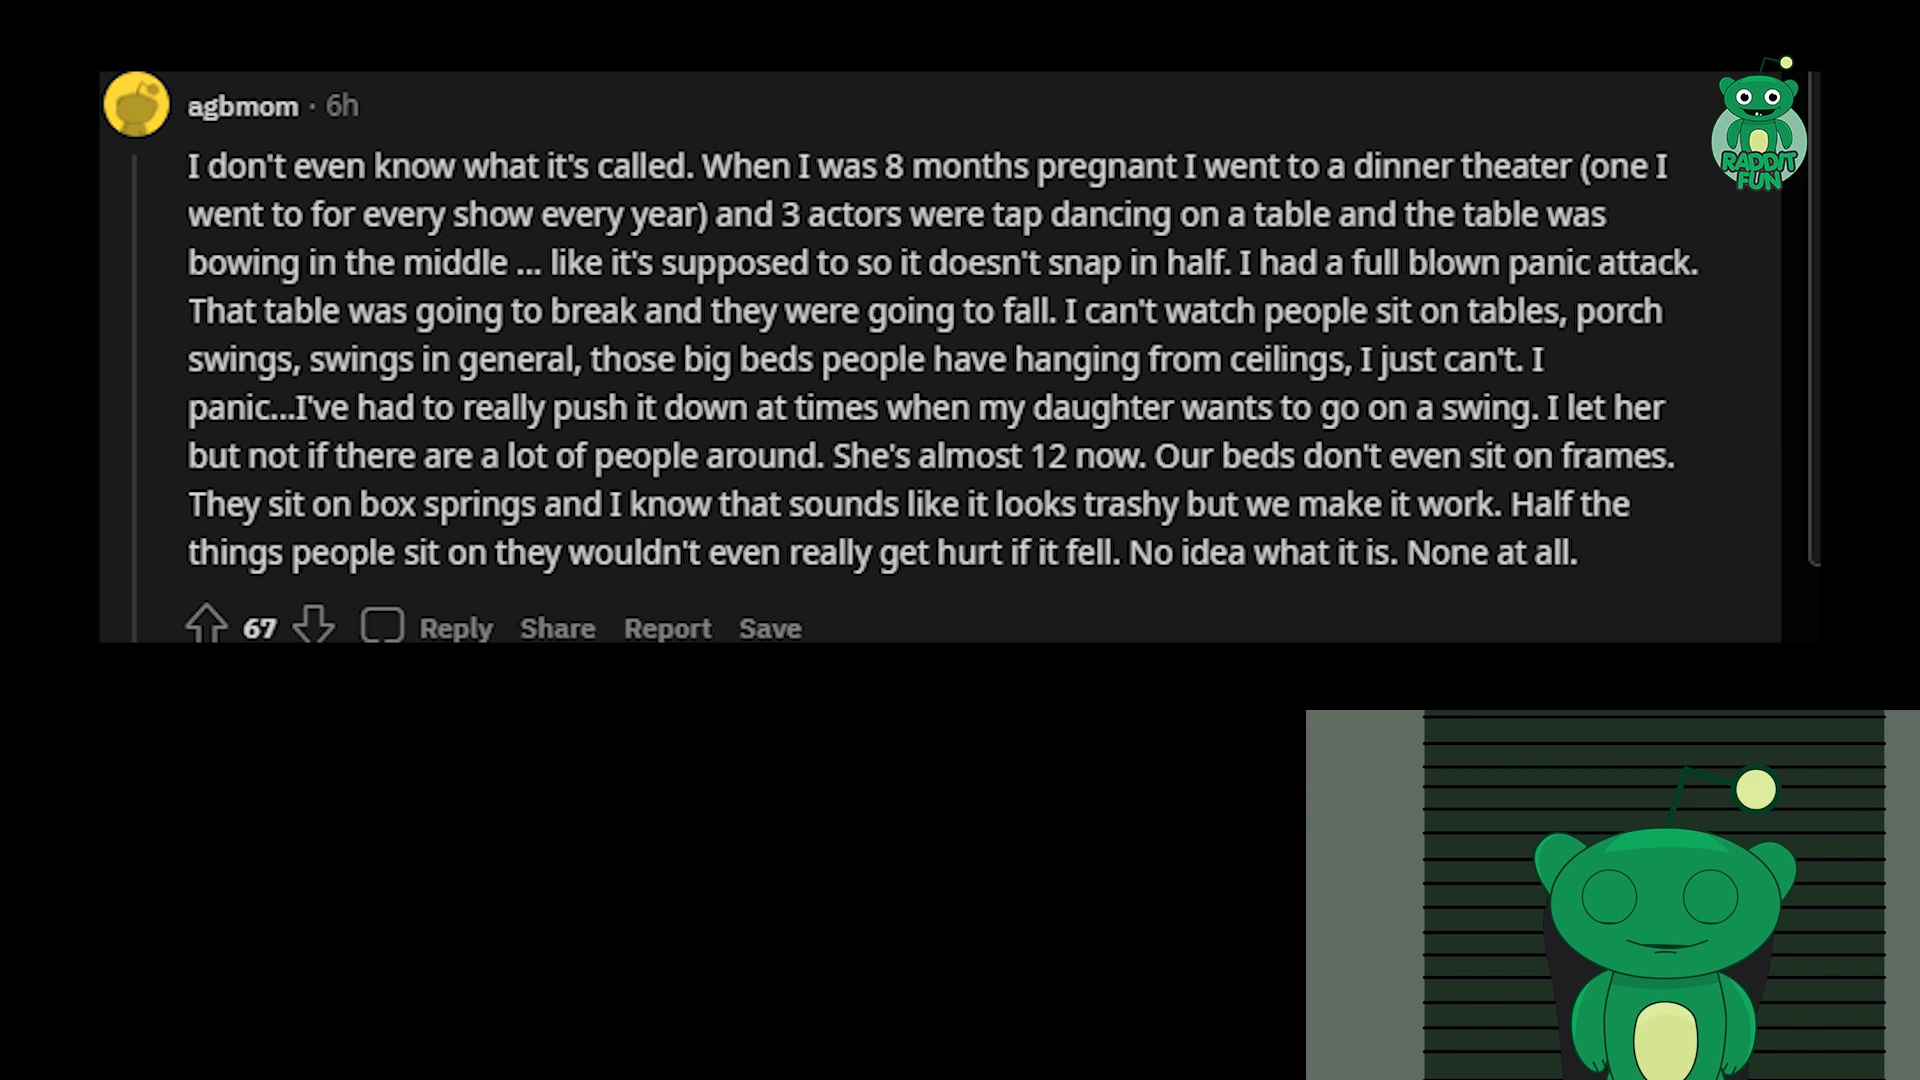 agbmom · 6h
I don't even know what it's called. When I was 8 months pregnant I went to a dinner theater (one I
went to for every show every year) and 3 actors were tap dancing on a table and the table was
bowing in the middle ... like it's supposed to so it doesn't snap in half. I had a full blown panic attack.
That table was going to break and they were going to fall. I can't watch people sit on tables, porch
swings, swings in general, those big beds people have hanging from ceilings, I just can't. I
panic...I've had to really push it down at times when my daughter wants to go on a swing. I let her
but not if there are a lot of people around. She's almost 12 now. Our beds don't even sit on frames.
They sit on box springs and I know that sounds like it looks trashy but we make it work. Half the
things people sit on they wouldn't even really get hurt if it fell. No idea what it is. None at all.
67 Reply Share Report Save
RADDIT
FUN